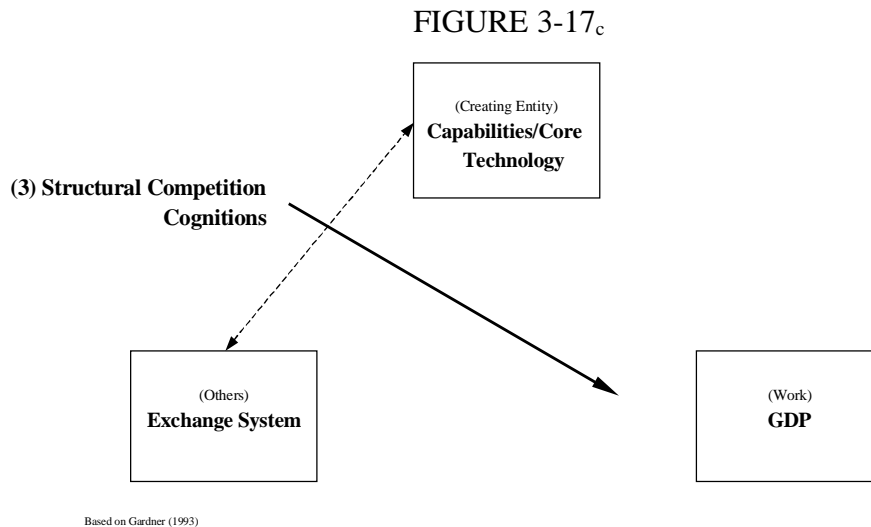 FIGURE 3-17c
(Creating Entity)
Capabilities/Core
Technology
(3) Structural Competition
Cognitions
(Others)
Exchange System
(Work)
GDP
Based on Gardner (1993)